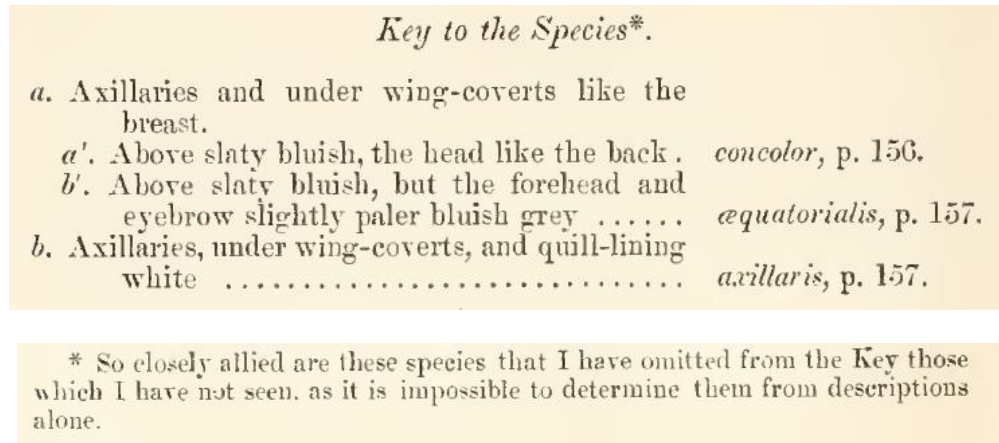 Key to the Species*.
a. Axillaries and under wing-coverts like the
breast.
a'. Above slaty bluish, the head like the back . concolor, p. 156.
b'. Above slaty bluish, but the forehead and
eyebrow slightly paler bluish grey ...... æquatorialis, p. 157.
b. Axillaries, under wing-coverts, and quill-lining
white ................................ axillaris, p. 157.
* So closely allied are these species that I have omitted from the Key those
which I have not seen. as it is impossible to determine them from descriptions
alone.